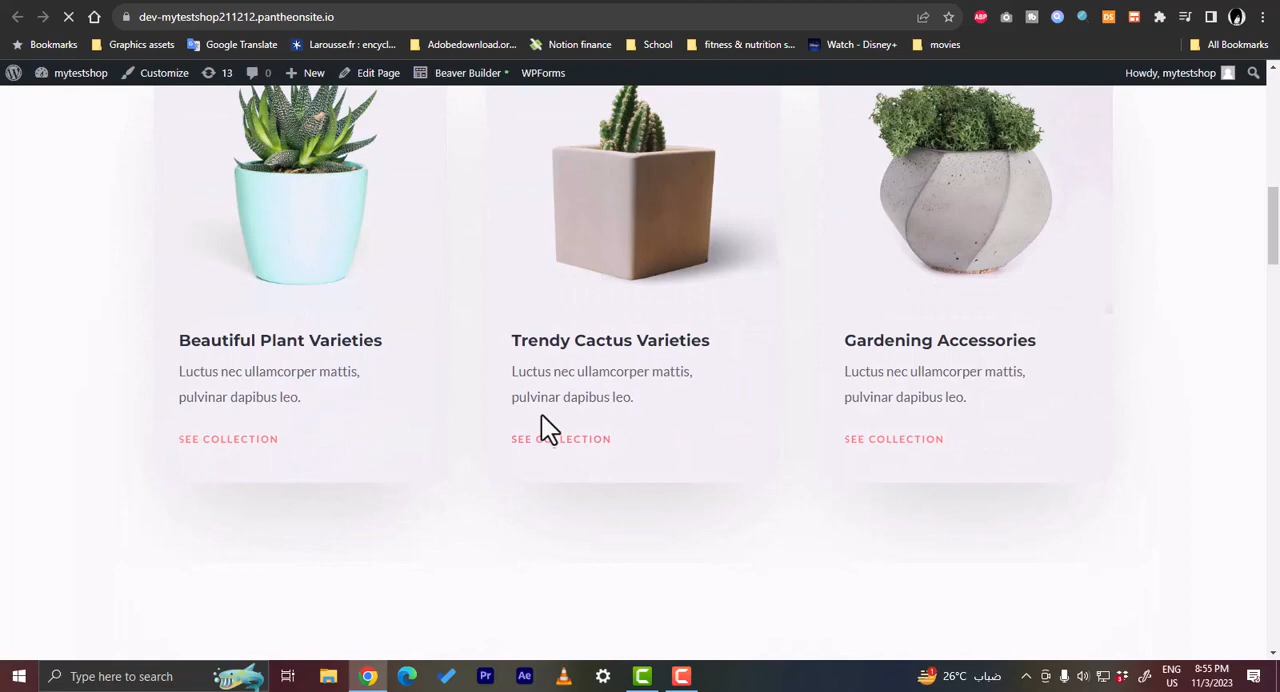 dev-mytestshop211212.pantheonsite.io
Bookmarks Graphics assets Google Translate Larousse.fr : encycl... Adobedownload.or... Notion finance School fitness & nutrition s... Watch - Disney+ movies All Bookmarks
mytestshop Customize 13 0 New Edit Page Beaver Builder WPForms Howdy, mytestshop
Beautiful Plant Varieties
Luctus nec ullamcorper mattis,
pulvinar dapibus leo.
SEE COLLECTION
Trendy Cactus Varieties
Luctus nec ullamcorper mattis,
pulvinar dapibus leo.
SEE COLLECTION
Gardening Accessories
Luctus nec ullamcorper mattis,
pulvinar dapibus leo.
SEE COLLECTION
Type here to search Pr Ae 1 26°C ضباب ENG 8:55 PM
US 11/3/2023